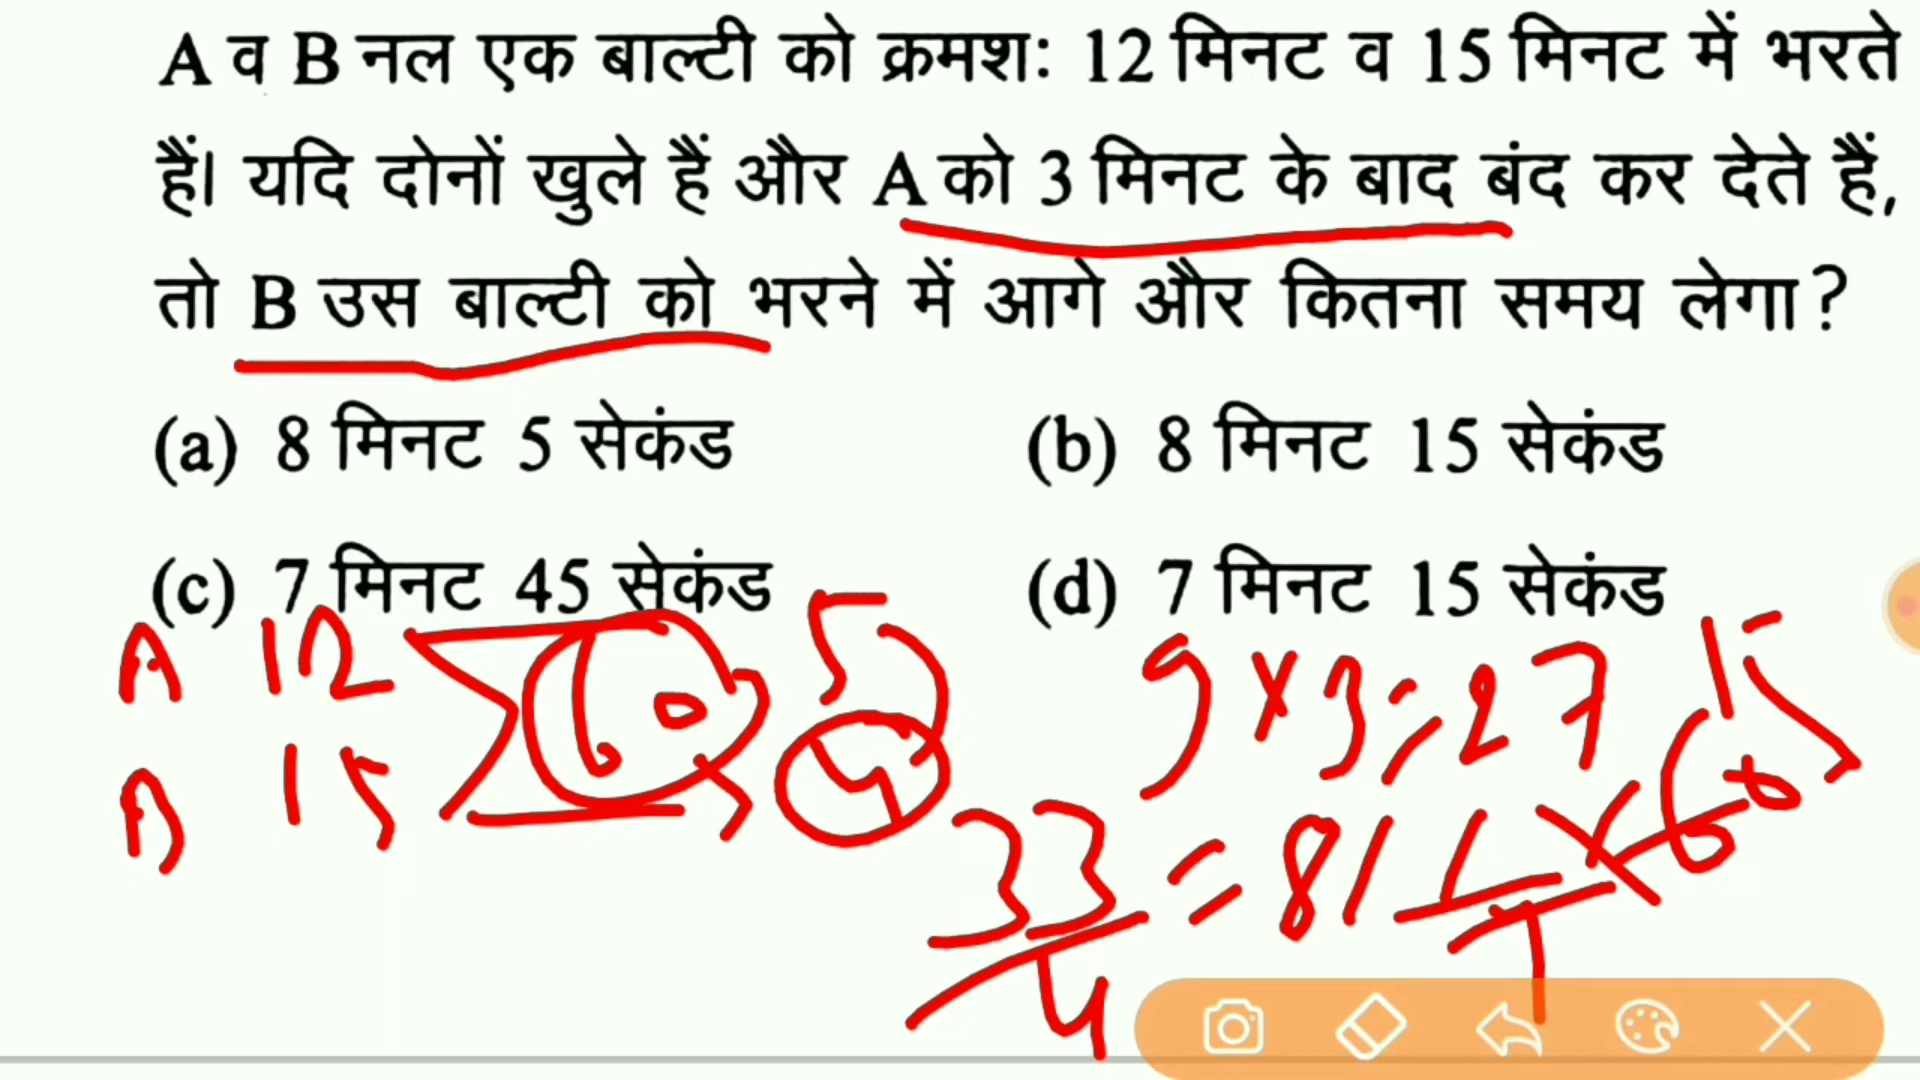 A व B नल एक बाल्टी को क्रमशः 12 मिनट व 15 मिनट में भरते
हैं। यदि दोनों खुले हैं और A को 3 मिनट के बाद बंद कर देते हैं,
तो B उस बाल्टी को भरने में आगे और कितना समय लेगा?
(a) 8 मिनट 5 सेकंड (b) 8 मिनट 15 सेकंड
(c) 7 मिनट 45 सेकंड (d) 7 मिनट 15 सेकंड
A 12 60 5 9×3=27 15
B 15 4
33/4 = 8 1/4 × 60